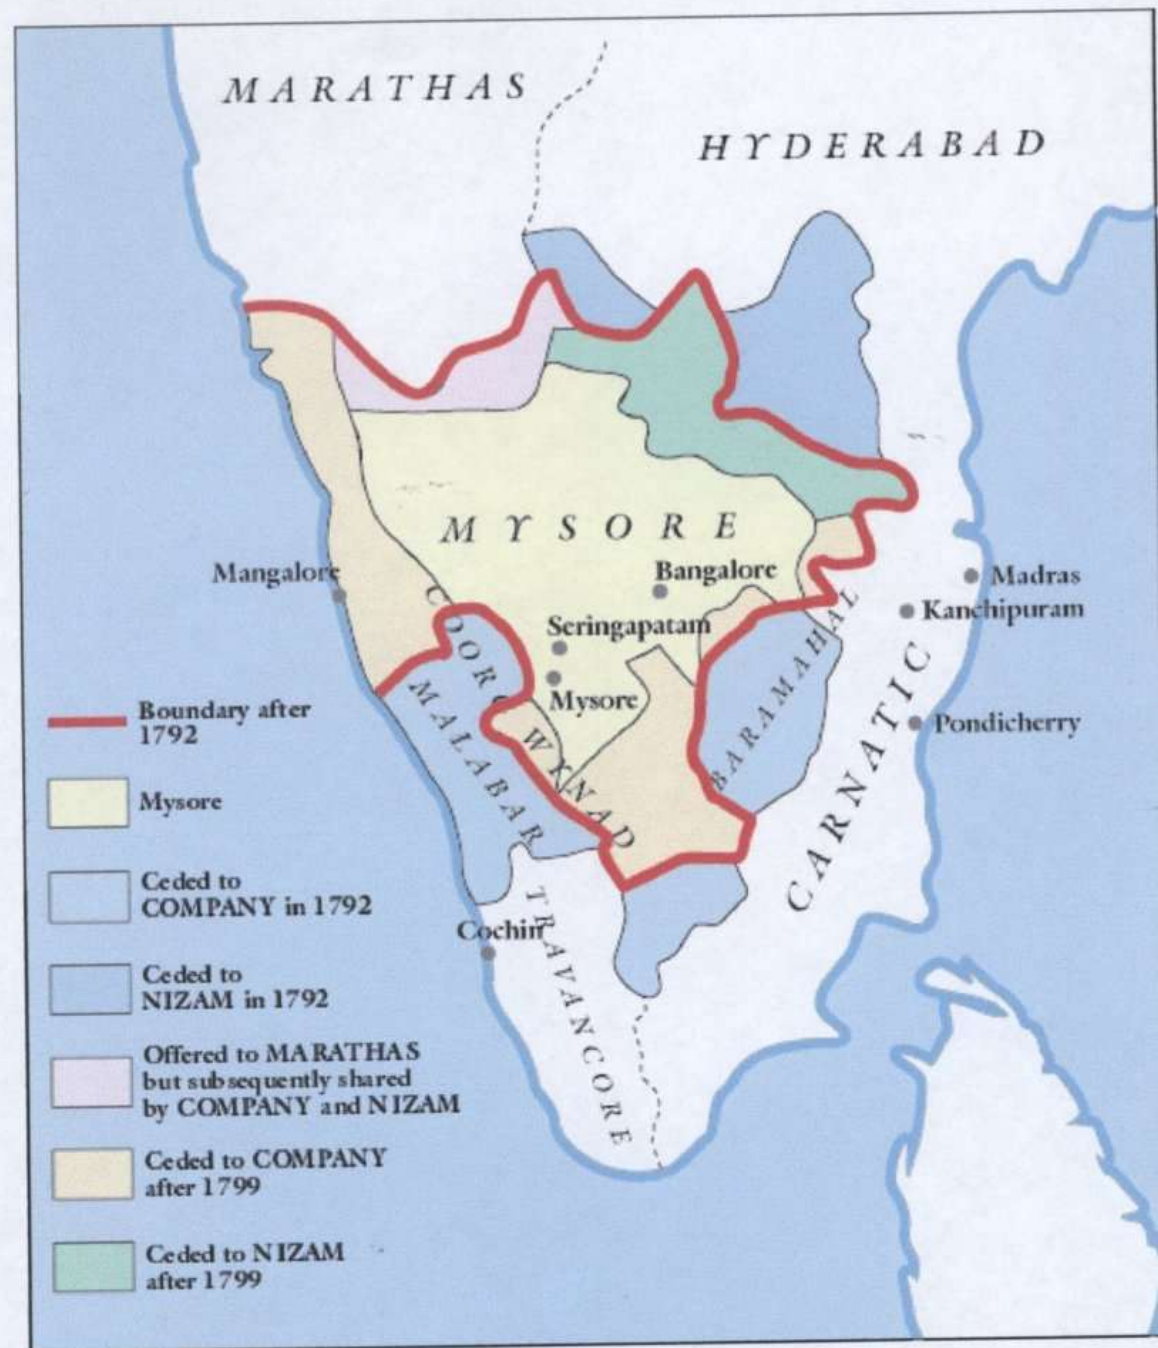 MARATHAS
HYDERABAD
MYSORE
Mangalore
Bangalore
Madras
Kanchipuram
COORG
Seringapatam
Mysore
BARAMAHAL
MALABAR
WYNAD
CARNATIC
Pondicherry
Cochin
TRAVANCORE
Boundary after
1792
Mysore
Ceded to
COMPANY in 1792
Ceded to
NIZAM in 1792
Offered to MARATHAS
but subsequently shared
by COMPANY and NIZAM
Ceded to COMPANY
after 1799
Ceded to NIZAM
after 1799